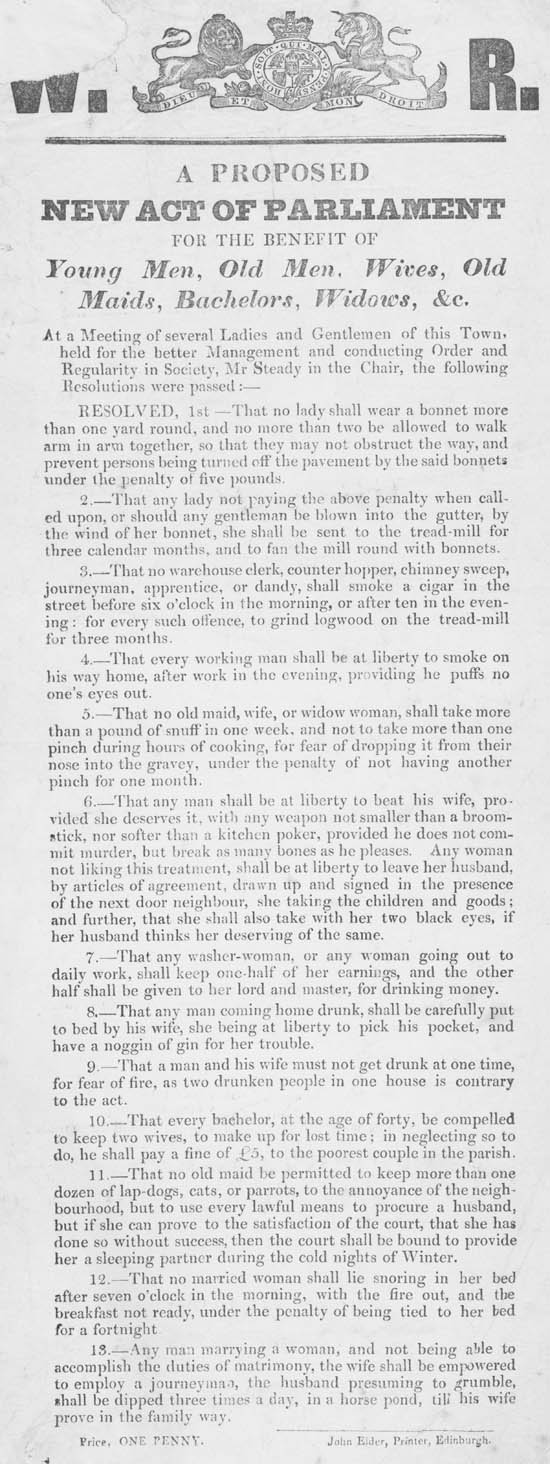 W. R.
HONI SOIT QUI MAL Y PENSE
DIEU ET MON DROIT
A PROPOSED
NEW ACT OF PARLIAMENT
FOR THE BENEFIT OF
Young Men, Old Men, Wives, Old
Maids, Bachelors, Widows, &c.
At a Meeting of several Ladies and Gentlemen of this Town,
held for the better Management and conducting Order and
Regularity in Society, Mr Steady in the Chair, the following
Resolutions were passed:—
RESOLVED, 1st —That no lady shall wear a bonnet more
than one yard round, and no more than two be allowed to walk
arm in arm together, so that they may not obstruct the way, and
prevent persons being turned off the pavement by the said bonnets
under the penalty of five pounds.
2.—That any lady not paying the above penalty when call-
ed upon, or should any gentleman be blown into the gutter, by
the wind of her bonnet, she shall be sent to the tread-mill for
three calendar months, and to fan the mill round with bonnets.
3.—That no warehouse clerk, counter hopper, chimney sweep,
journeyman, apprentice, or dandy, shall smoke a cigar in the
street before six o'clock in the morning, or after ten in the even-
ing: for every such offence, to grind logwood on the tread-mill
for three months.
4.—That every working man shall be at liberty to smoke on
his way home, after work in the evening, providing he puffs no
one's eyes out.
5.—That no old maid, wife, or widow woman, shall take more
than a pound of snuff in one week, and not to take more than one
pinch during hours of cooking, for fear of dropping it from their
nose into the gravey, under the penalty of not having another
pinch for one month.
6.—That any man shall be at liberty to beat his wife, pro-
vided she deserves it, with any weapon not smaller than a broom-
stick, nor softer than a kitchen poker, provided he does not com-
mit murder, but break as many bones as he pleases. Any woman
not liking this treatment, shall be at liberty to leave her husband,
by articles of agreement, drawn up and signed in the presence
of the next door neighbour, she taking the children and goods;
and further, that she shall also take with her two black eyes, if
her husband thinks her deserving of the same.
7.—That any washer-woman, or any woman going out to
daily work, shall keep one-half of her earnings, and the other
half shall be given to her lord and master, for drinking money.
8.—That any man coming home drunk, shall be carefully put
to bed by his wife, she being at liberty to pick his pocket, and
have a noggin of gin for her trouble.
9.—That a man and his wife must not get drunk at one time,
for fear of fire, as two drunken people in one house is contrary
to the act.
10.—That every bachelor, at the age of forty, be compelled
to keep two wives, to make up for lost time; in neglecting so to
do, he shall pay a fine of £5, to the poorest couple in the parish.
11.—That no old maid be permitted to keep more than one
dozen of lap-dogs, cats, or parrots, to the annoyance of the neigh-
bourhood, but to use every lawful means to procure a husband,
but if she can prove to the satisfaction of the court, that she has
done so without success, then the court shall be bound to provide
her a sleeping partner during the cold nights of Winter.
12.—That no married woman shall lie snoring in her bed
after seven o'clock in the morning, with the fire out, and the
breakfast not ready, under the penalty of being tied to her bed
for a fortnight
13.—Any man marrying a woman, and not being able to
accomplish the duties of matrimony, the wife shall be empowered
to employ a journeyman, the husband presuming to grumble,
shall be dipped three times a day, in a horse pond, till his wife
prove in the family way.
Price, ONE PENNY. John Elder, Printer, Edinburgh.